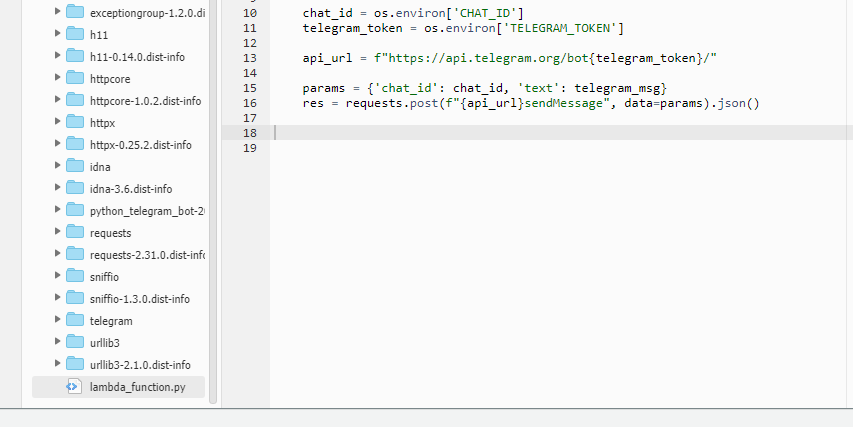 exceptiongroup-1.2.0.di
h11
h11-0.14.0.dist-info
httpcore
httpcore-1.0.2.dist-info
httpx
httpx-0.25.2.dist-info
idna
idna-3.6.dist-info
python_telegram_bot-20
requests
requests-2.31.0.dist-info
sniffio
sniffio-1.3.0.dist-info
telegram
urllib3
urllib3-2.1.0.dist-info
lambda_function.py
10 chat_id = os.environ['CHAT_ID']
11 telegram_token = os.environ['TELEGRAM_TOKEN']
12
13 api_url = f"https://api.telegram.org/bot{telegram_token}/"
14
15 params = {'chat_id': chat_id, 'text': telegram_msg}
16 res = requests.post(f"{api_url}sendMessage", data=params).json()
17
18
19